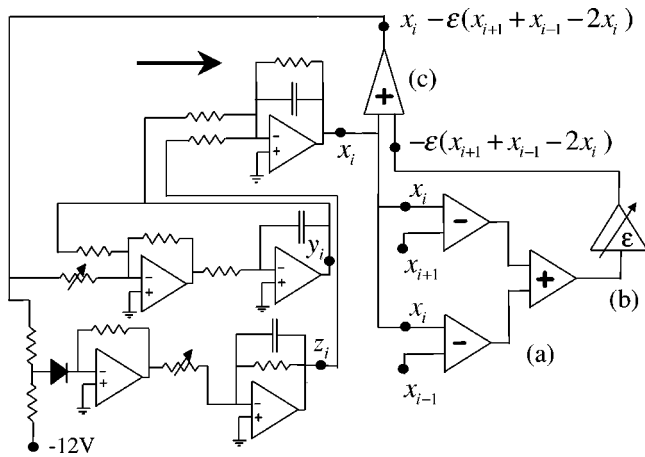 x_i − ε(x_{i+1} + x_{i−1} − 2x_i)
(c)
+
x_i
−ε(x_{i+1} + x_{i−1} − 2x_i)
x_i
−
x_{i+1}
ε
(b)
y_i
+
x_i
−
(a)
x_{i−1}
z_i
-12V
− +
− +
− +
− +
− +